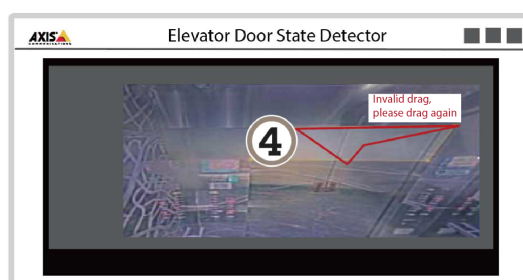 AXIS
COMMUNICATIONS
Elevator Door State Detector
Invalid drag,
please drag again
4